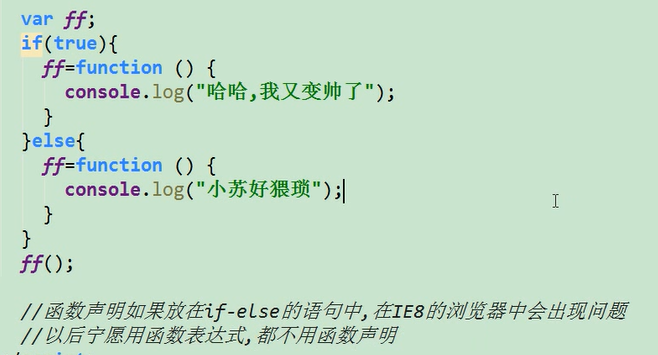 var ff;
if(true){
  ff=function () {
    console.log("哈哈,我又变帅了");
  }
}else{
  ff=function () {
    console.log("小苏好猥琐");
  }
}
ff();
//函数声明如果放在if-else的语句中,在IE8的浏览器中会出现问题
//以后宁愿用函数表达式,都不用函数声明